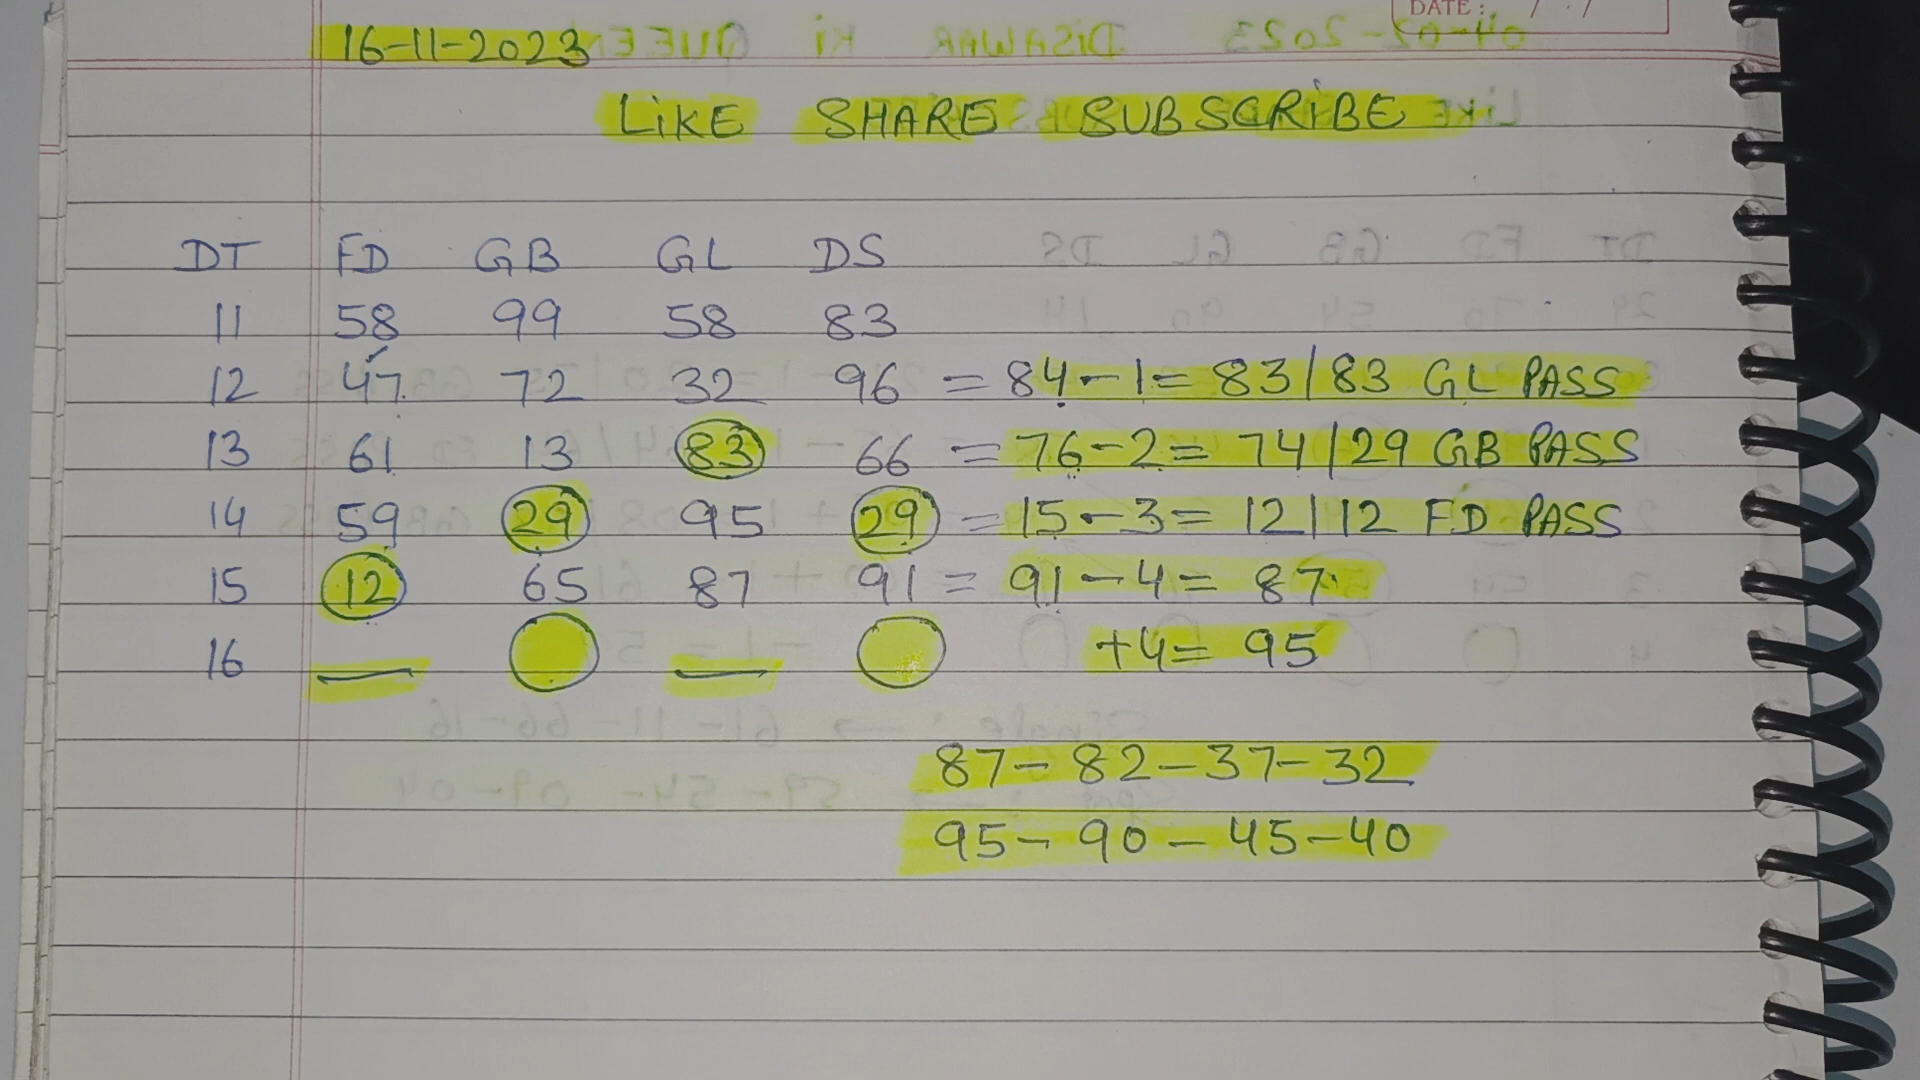 DATE : / /
16-11-2023
LiKE SHARE SUBSCRiBE
DT FD GB GL DS
11 58 99 58 83
12 47 72 32 96 = 84-1= 83/83 GL PASS
13 61 13 83 66 = 76-2= 74/29 GB PASS
14 59 29 95 29 = 15-3= 12/12 FD PASS
15 12 65 87 91 = 91-4= 87
16 +4= 95
87-82-37-32
95-90-45-40